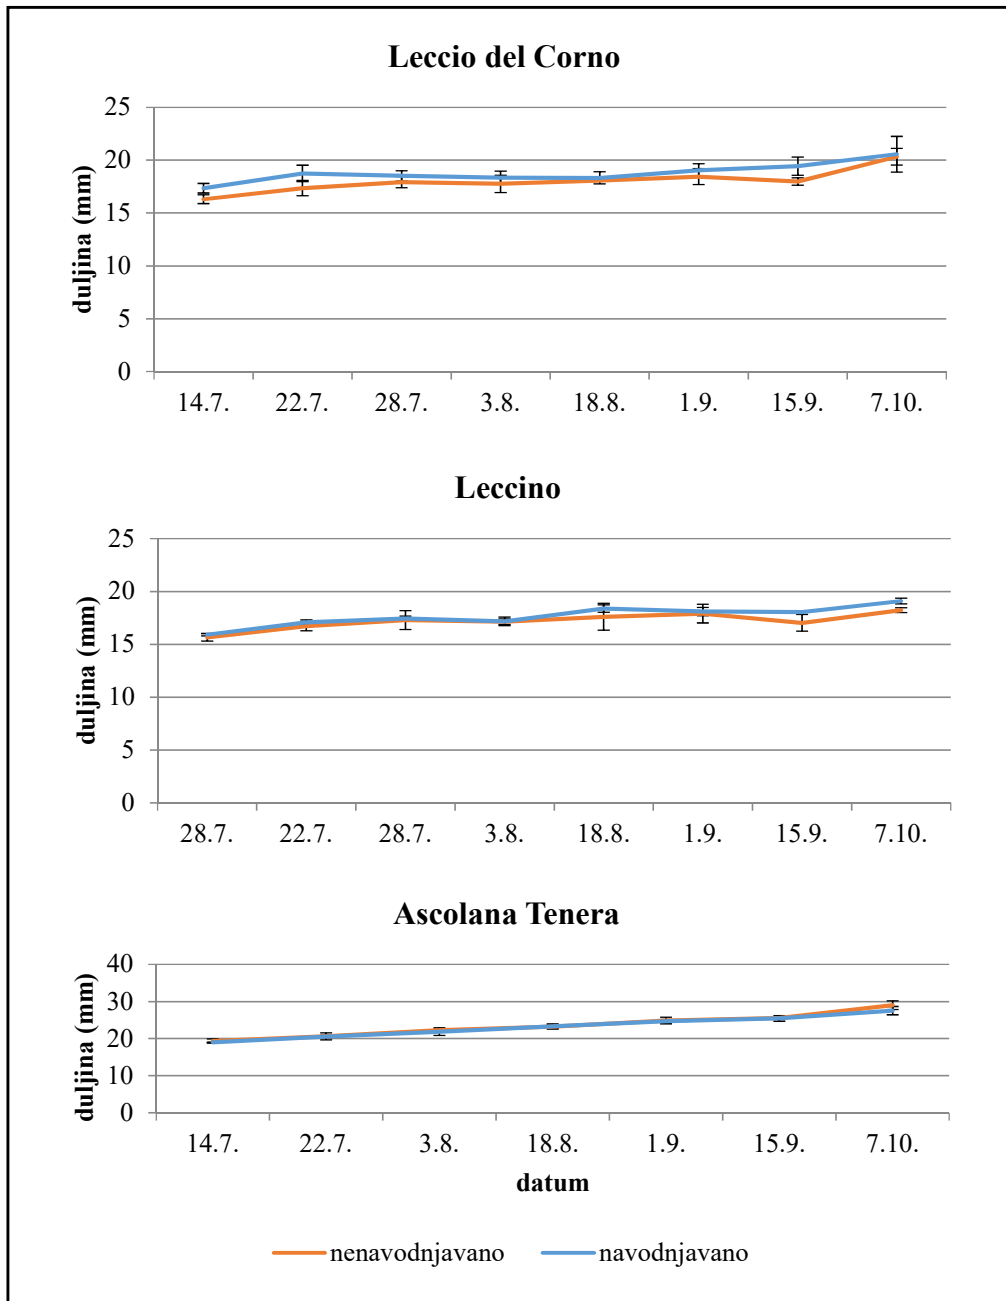 Leccio del Corno
25
20
15
10
5
0
duljina (mm)
14.7. 22.7. 28.7. 3.8. 18.8. 1.9. 15.9. 7.10.
Leccino
25
20
15
10
5
0
duljina (mm)
28.7. 22.7. 28.7. 3.8. 18.8. 1.9. 15.9. 7.10.
Ascolana Tenera
40
30
20
10
0
duljina (mm)
14.7. 22.7. 3.8. 18.8. 1.9. 15.9. 7.10.
datum
nenavodnjavano navodnjavano